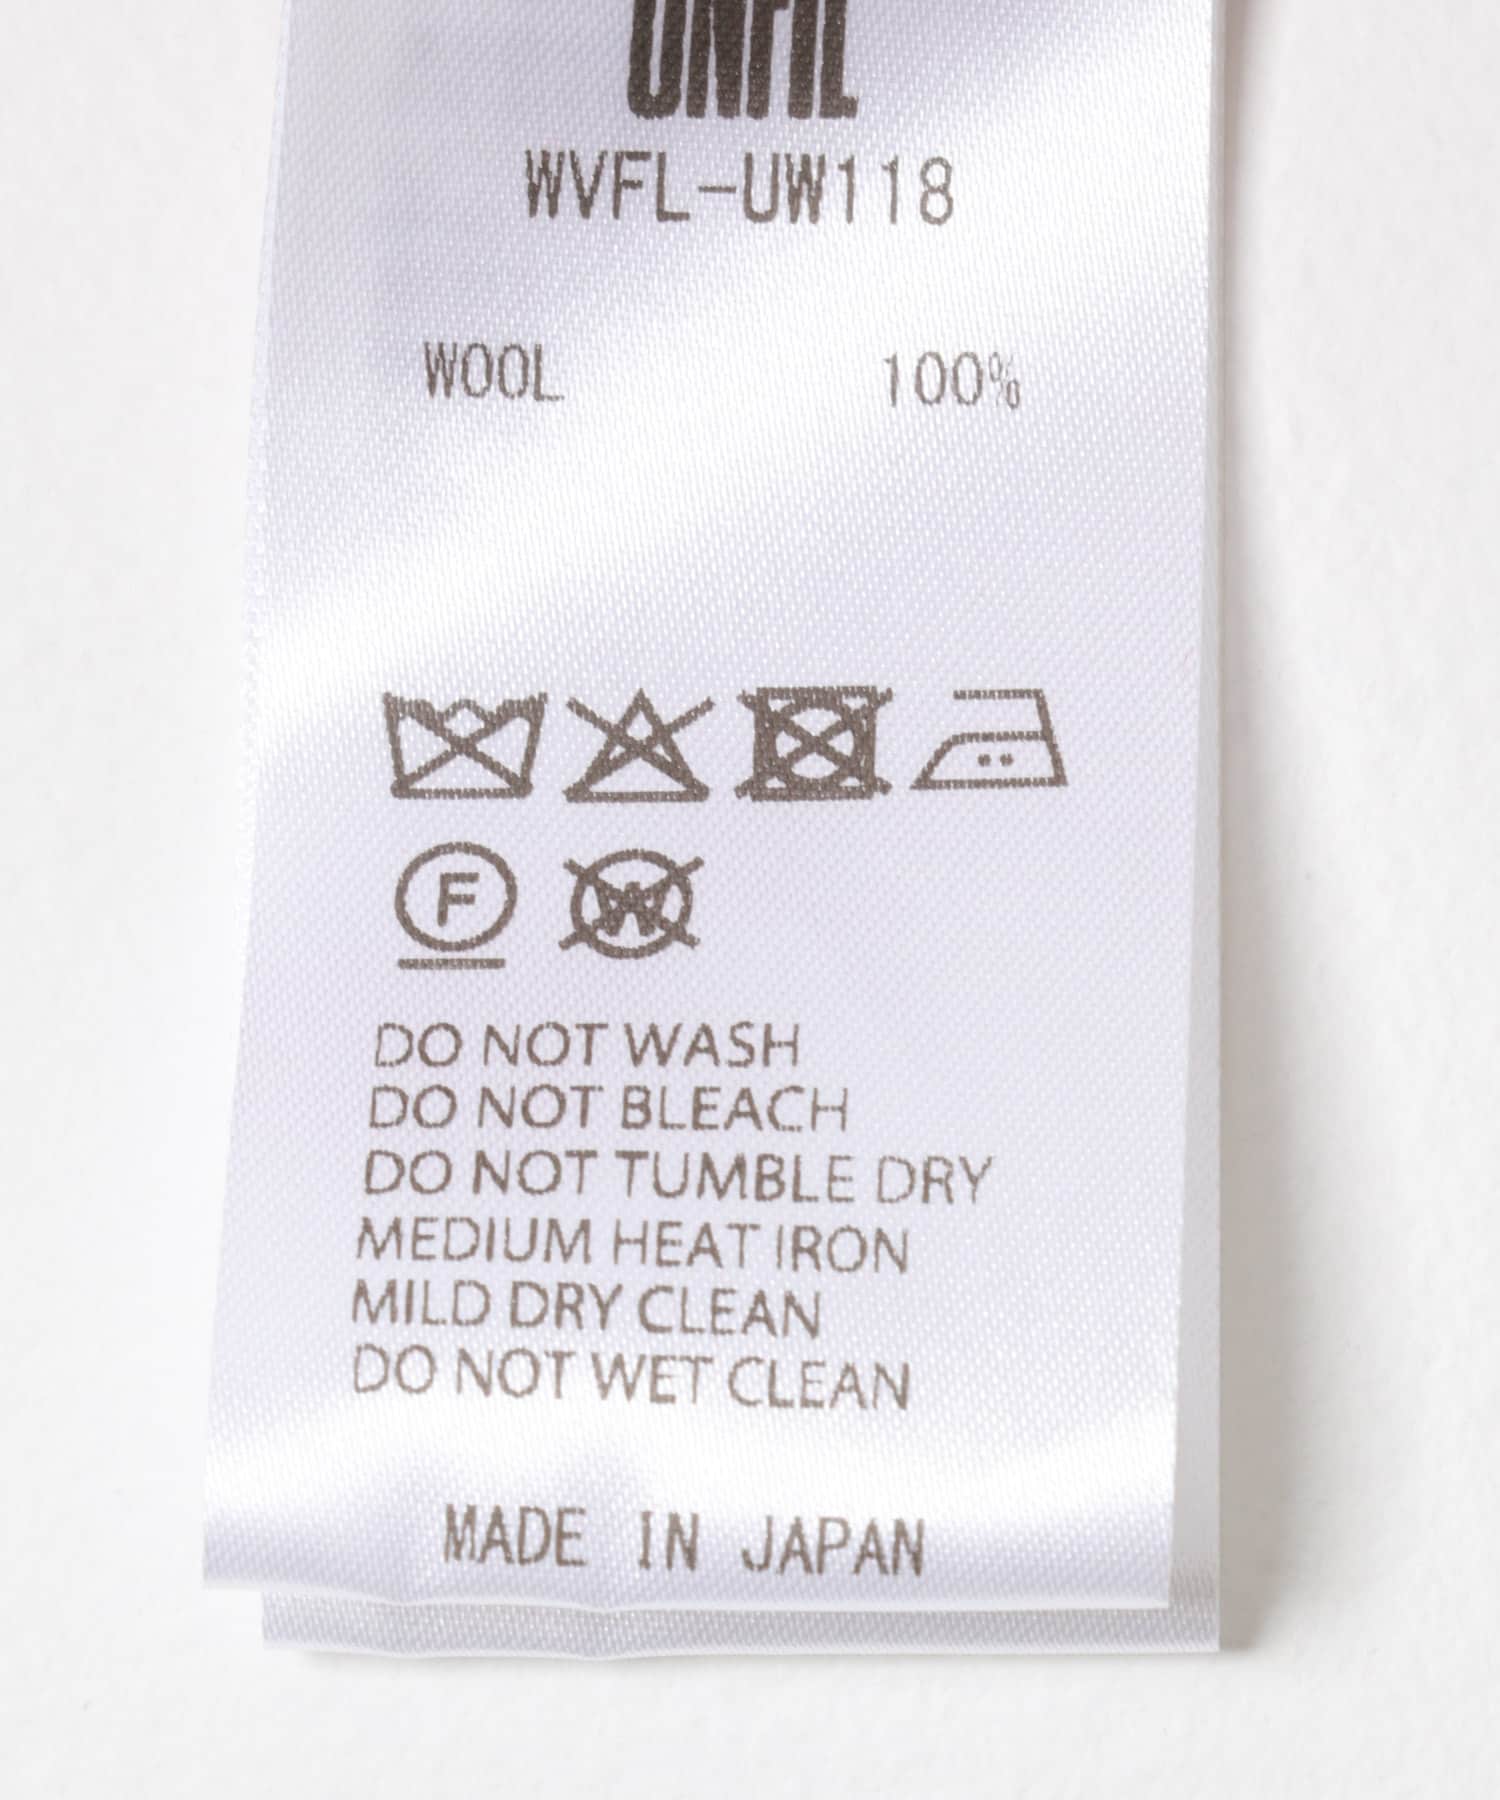 UNFIL
WVFL-UW118
WOOL 100%
F W
DO NOT WASH
DO NOT BLEACH
DO NOT TUMBLE DRY
MEDIUM HEAT IRON
MILD DRY CLEAN
DO NOT WET CLEAN
MADE IN JAPAN